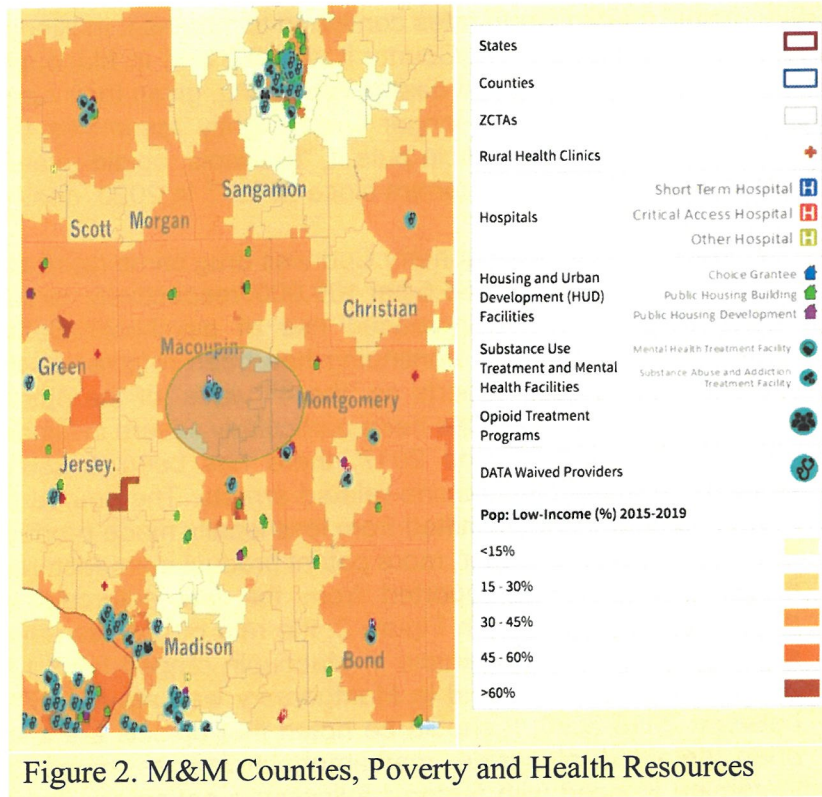 Sangamon
Scott
Morgan
Christian
Macoupin
Green
Montgomery
Jersey
Madison
Bond
States
Counties
ZCTAs
Rural Health Clinics
Hospitals
Short Term Hospital
Critical Access Hospital
Other Hospital
Housing and Urban
Development (HUD)
Facilities
Choice Grantee
Public Housing Building
Public Housing Development
Substance Use
Treatment and Mental
Health Facilities
Mental Health Treatment Facility
Substance Abuse and Addiction
Treatment Facility
Opioid Treatment
Programs
DATA Waived Providers
Pop: Low-Income (%) 2015-2019
<15%
15 - 30%
30 - 45%
45 - 60%
>60%
Figure 2. M&M Counties, Poverty and Health Resources